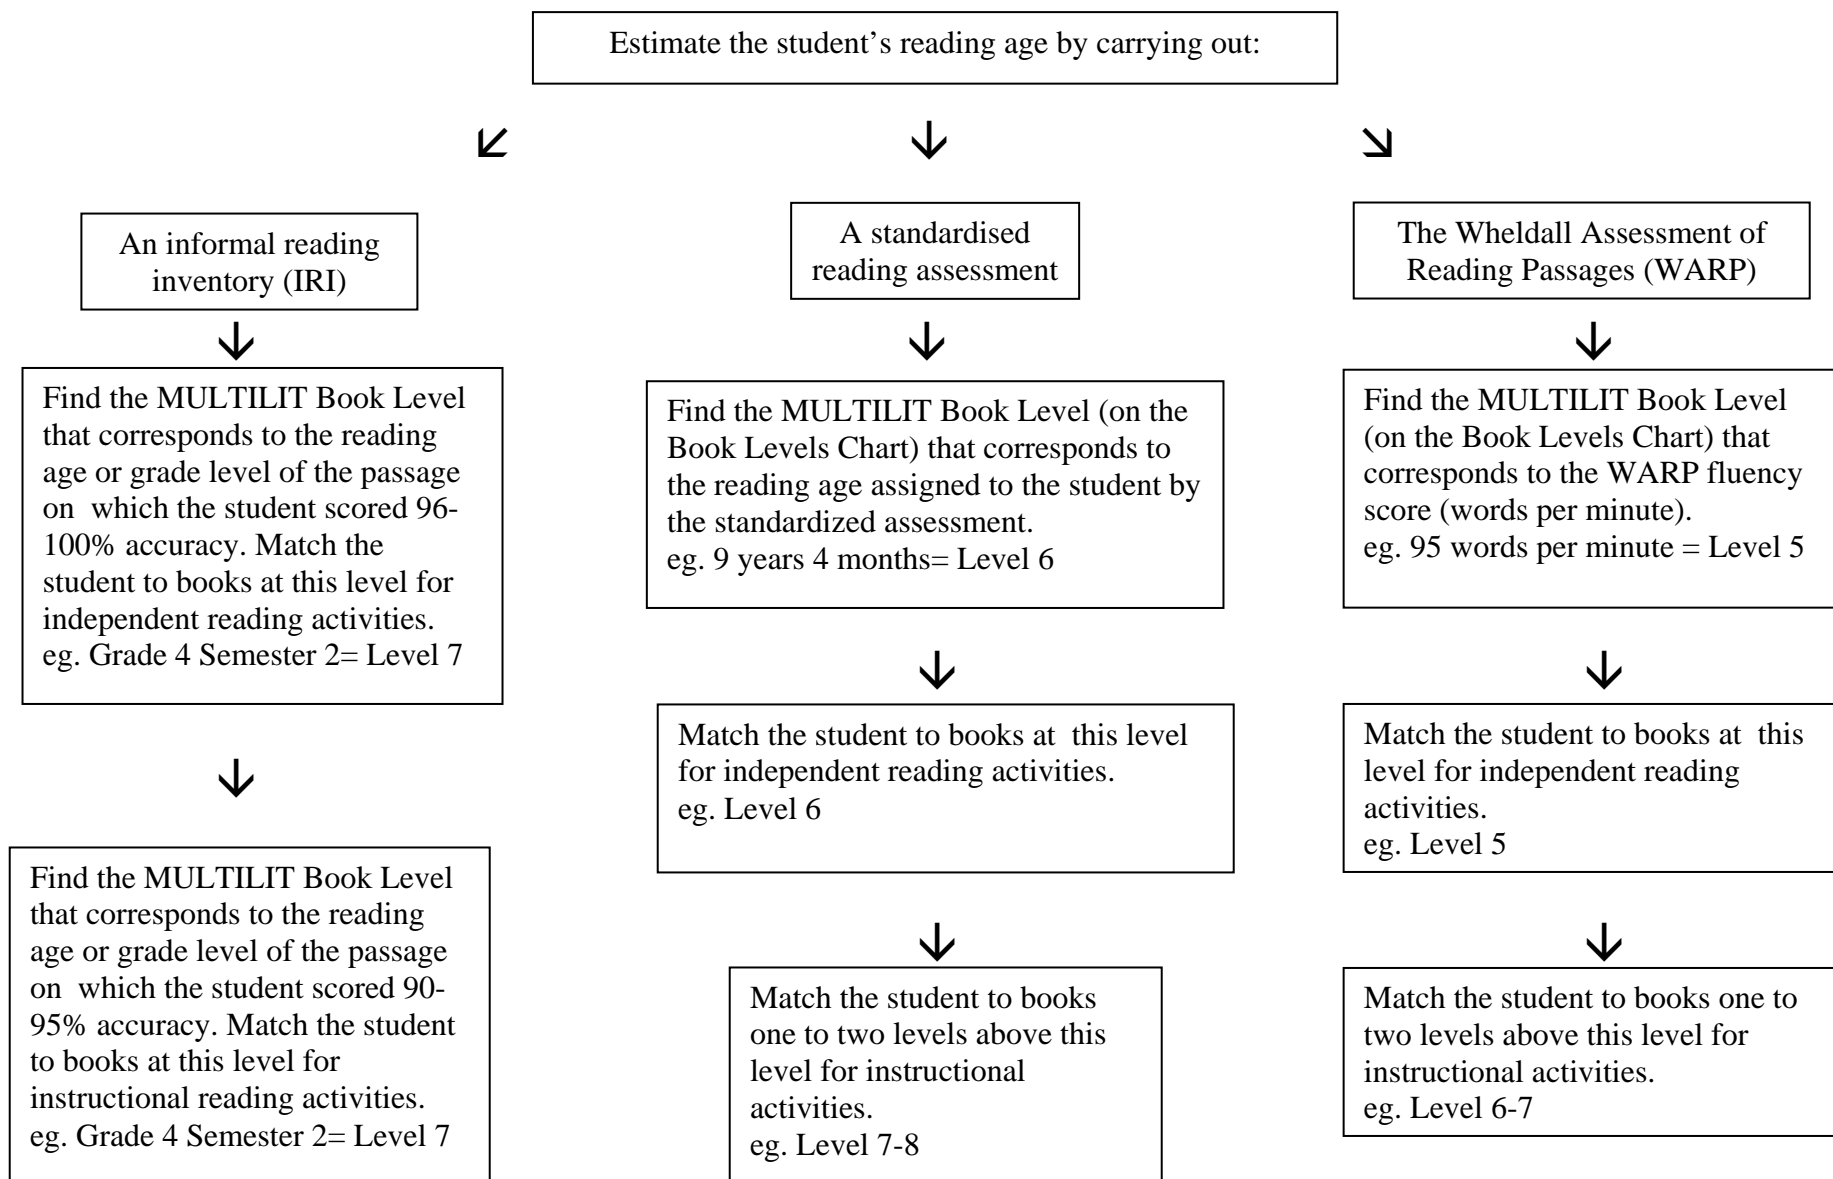 Estimate the student’s reading age by carrying out:
An informal reading
inventory (IRI)
A standardised
reading assessment
The Wheldall Assessment of
Reading Passages (WARP)
Find the MULTILIT Book Level
that corresponds to the reading
age or grade level of the passage
on  which the student scored 96-
100% accuracy. Match the
student to books at this level for
independent reading activities.
eg. Grade 4 Semester 2= Level 7
Find the MULTILIT Book Level (on the
Book Levels Chart) that corresponds to
the reading age assigned to the student by
the standardized assessment.
eg. 9 years 4 months= Level 6
Find the MULTILIT Book Level
(on the Book Levels Chart) that
corresponds to the WARP fluency
score (words per minute).
eg. 95 words per minute = Level 5
Match the student to books at  this level
for independent reading activities.
eg. Level 6
Match the student to books at  this
level for independent reading
activities.
eg. Level 5
Find the MULTILIT Book Level
that corresponds to the reading
age or grade level of the passage
on  which the student scored 90-
95% accuracy. Match the student
to books at this level for
instructional reading activities.
eg. Grade 4 Semester 2= Level 7
Match the student to books
one to two levels above this
level for instructional
activities.
eg. Level 7-8
Match the student to books one to
two levels above this level for
instructional activities.
eg. Level 6-7